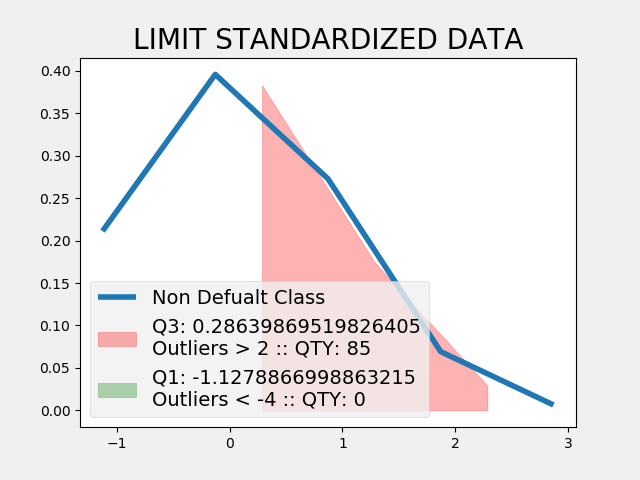 LIMIT STANDARDIZED DATA
0.40
0.35
0.30
0.25
0.20
0.15
0.10
0.05
0.00
Non Defualt Class
Q3: 0.28639869519826405
Outliers > 2 :: QTY: 85
Q1: -1.1278866998863215
Outliers < -4 :: QTY: 0
−1 0 1 2 3